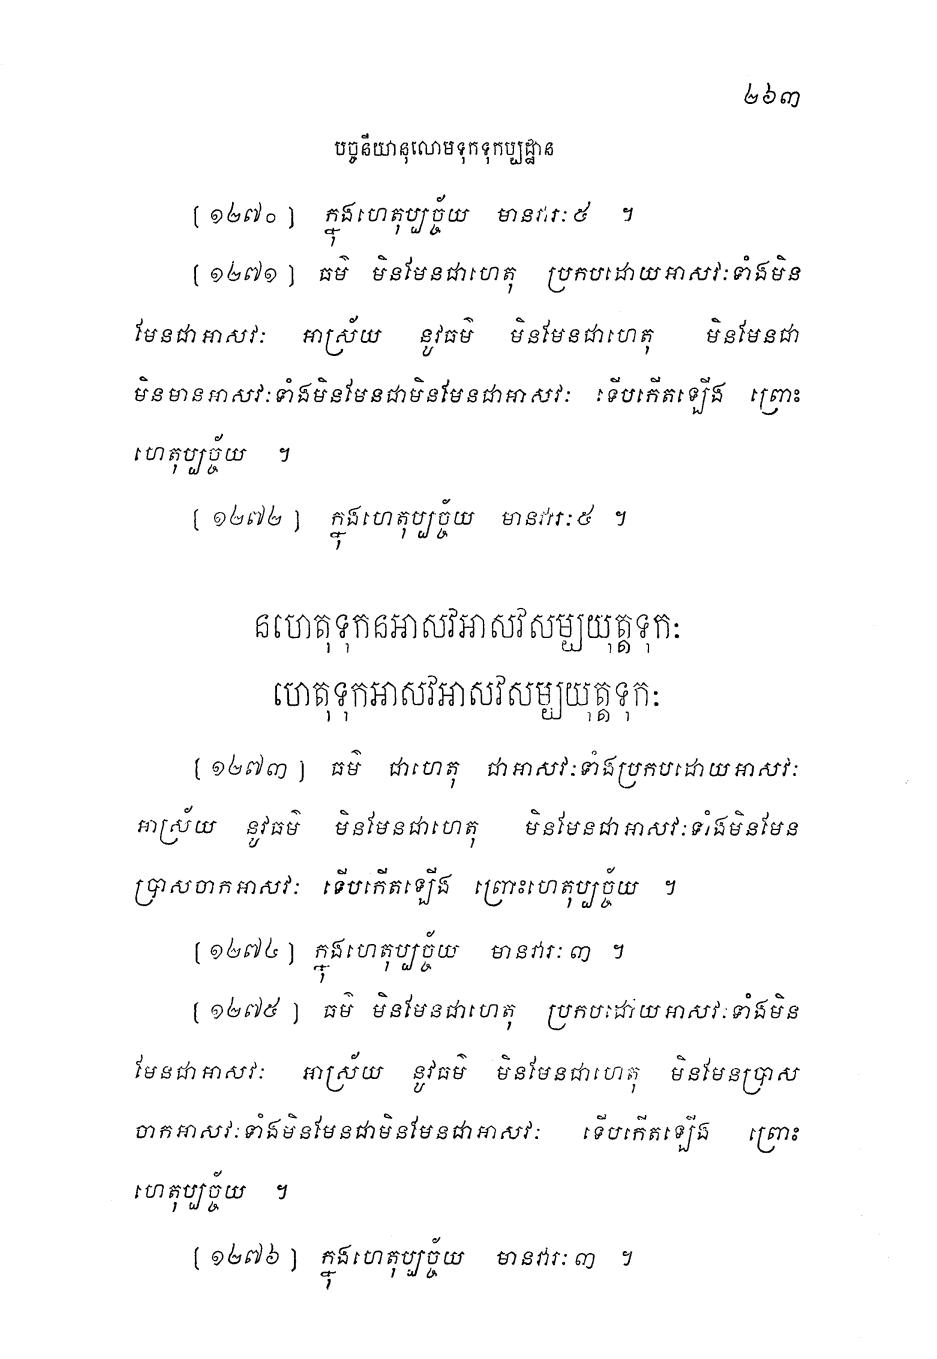 ២៦៣
បច្ចនីយានុលោមទុកទុកប្បដ្ឋាន
[ ១២៧០ ] ក្នុងហេតុប្បច្ច័យ មានវារៈ ៥ ។
[ ១២៧១ ] ធម៌ មិនមែនជាហេតុ ប្រកបដោយអាសវៈទាំងមិន
មែនជាអាសវៈ អាស្រ័យ នូវធម៌ មិនមែនជាហេតុ មិនមែនជា
មិនមានអាសវៈទាំងមិនមែនជាមិនមែនជាអាសវៈ ទើបកើតឡើង ព្រោះ
ហេតុប្បច្ច័យ ។
[ ១២៧២ ] ក្នុងហេតុប្បច្ច័យ មានវារៈ ៥ ។
នហេតុទុកនអាសវអាសវសម្បយុត្តទុកៈ
ហេតុទុកអាសវអាសវសម្បយុត្តទុកៈ
[ ១២៧៣ ] ធម៌ ជាហេតុ ជាអាសវៈទាំងប្រកបដោយអាសវៈ
អាស្រ័យ នូវធម៌ មិនមែនជាហេតុ មិនមែនជាអាសវៈទាំងមិនមែន
ប្រាសចាកអាសវៈ ទើបកើតឡើង ព្រោះហេតុប្បច្ច័យ ។
[ ១២៧៤ ] ក្នុងហេតុប្បច្ច័យ មានវារៈ ៣ ។
[ ១២៧៥ ] ធម៌ មិនមែនជាហេតុ ប្រកបដោយអាសវៈទាំងមិន
មែនជាអាសវៈ អាស្រ័យ នូវធម៌ មិនមែនជាហេតុ មិនមែនប្រាស
ចាកអាសវៈទាំងមិនមែនជាមិនមែនជាអាសវៈ ទើបកើតឡើង ព្រោះ
ហេតុប្បច្ច័យ ។
[ ១២៧៦ ] ក្នុងហេតុប្បច្ច័យ មានវារៈ ៣ ។